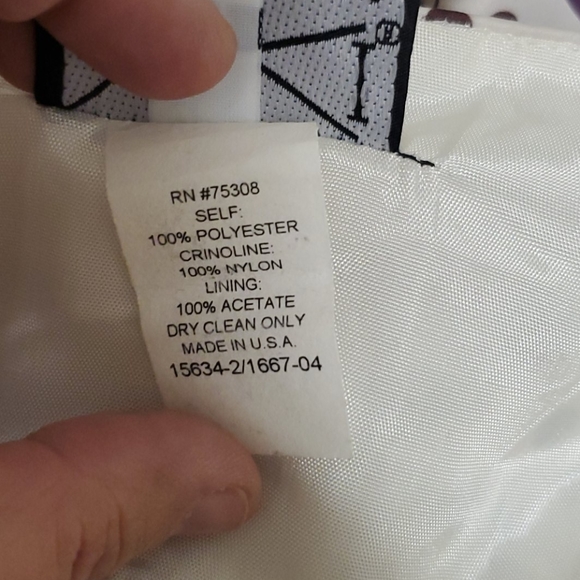 RN #75308
SELF:
100% POLYESTER
CRINOLINE:
100% NYLON
LINING:
100% ACETATE
DRY CLEAN ONLY
MADE IN U.S.A.
15634-2/1667-04